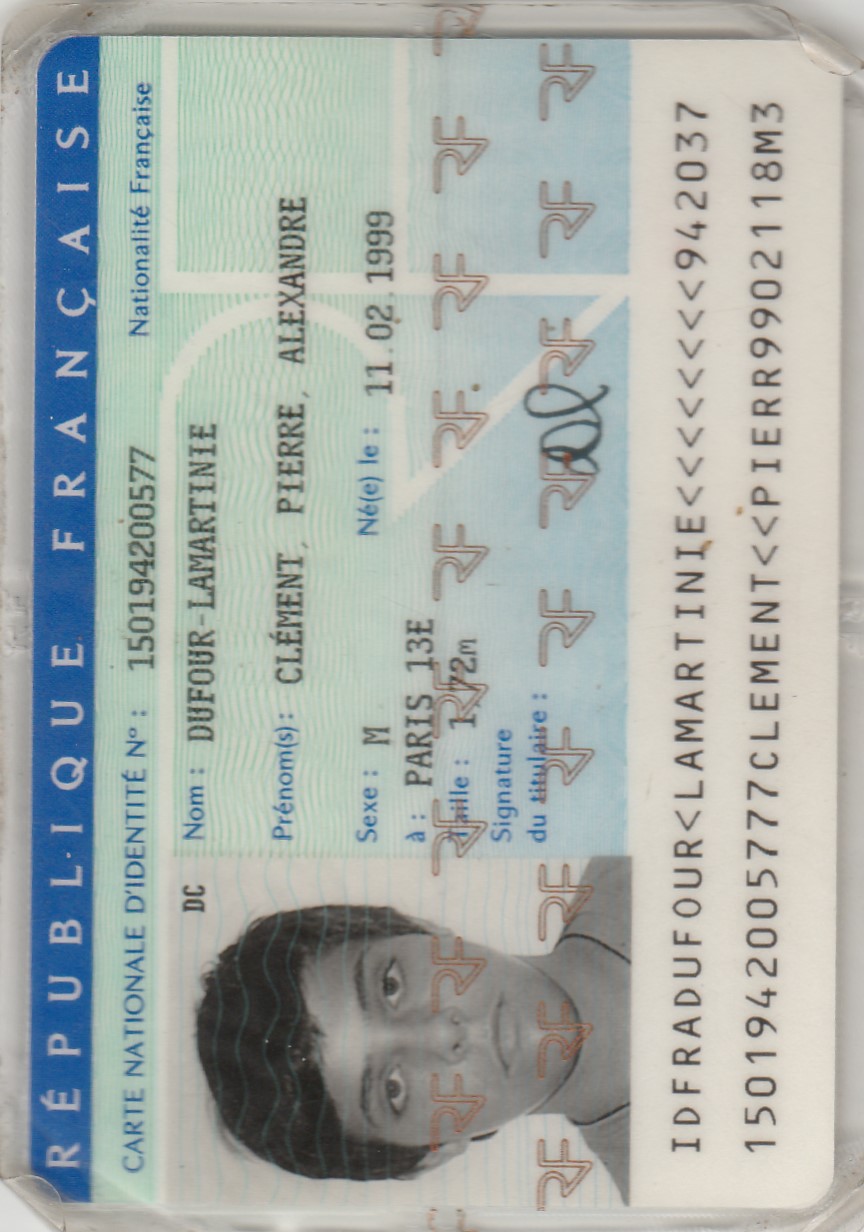 RÉPUBLIQUE FRANÇAISE
CARTE NATIONALE D'IDENTITÉ N° : 150194200577 Nationalité Française
DC
Nom : DUFOUR-LAMARTINIE
Prénom(s) : CLÉMENT, PIERRE, ALEXANDRE
Sexe : M Né(e) le : 11.02.1999
à : PARIS 13E
Taille : 1,72m
Signature
du titulaire :
IDFRADUFOUR<LAMARTINIE<<<<<<<<<942037
1501942005777CLEMENT<<PIERR9902118M3